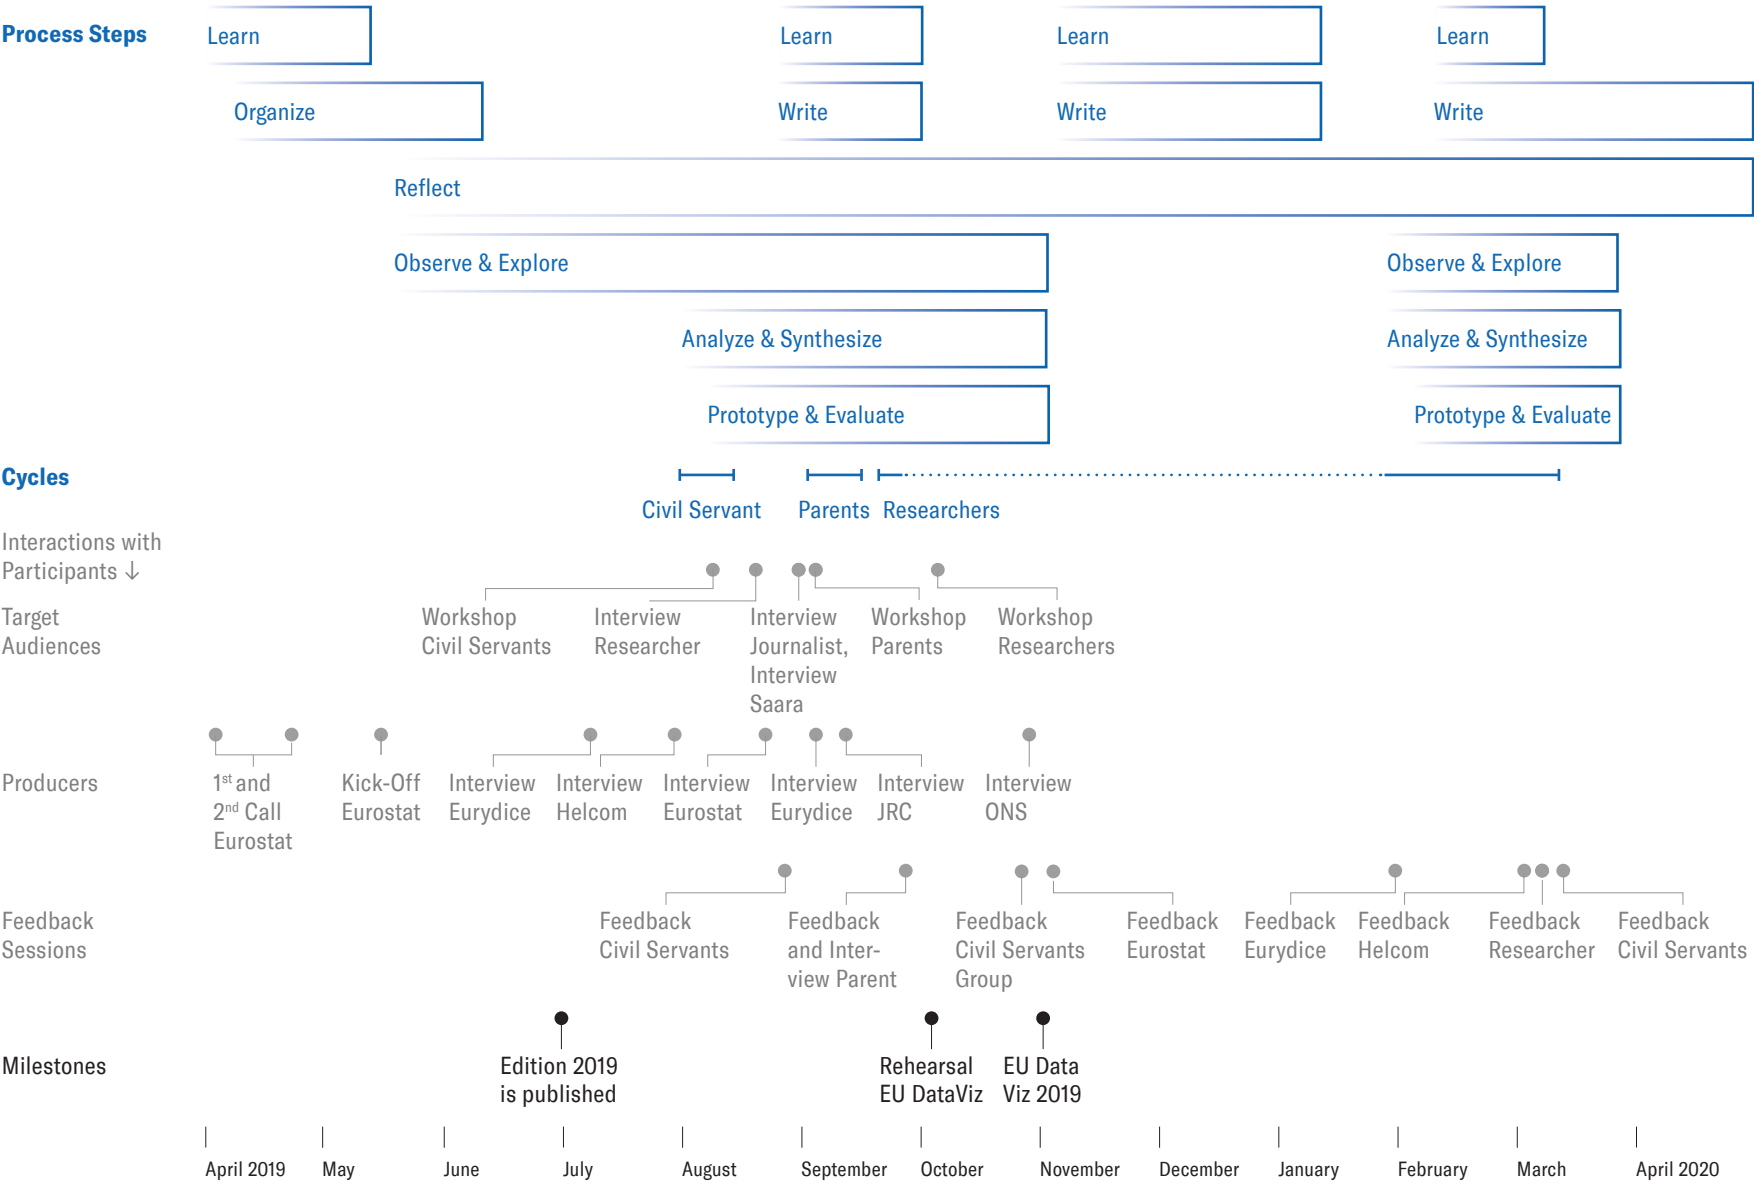 Process Steps
Learn
Learn
Learn
Learn
Organize
Write
Write
Write
Reflect
Observe & Explore
Observe & Explore
Analyze & Synthesize
Analyze & Synthesize
Prototype & Evaluate
Prototype & Evaluate
Cycles
Civil Servant
Parents
Researchers
Interactions with
Participants ↓
Target
Audiences
Workshop
Civil Servants
Interview
Researcher
Interview
Journalist,
Interview
Saara
Workshop
Parents
Workshop
Researchers
Producers
1st and
2nd Call
Eurostat
Kick-Off
Eurostat
Interview
Eurydice
Interview
Helcom
Interview
Eurostat
Interview
Eurydice
Interview
JRC
Interview
ONS
Feedback
Sessions
Feedback
Civil Servants
Feedback
and Inter-
view Parent
Feedback
Civil Servants
Group
Feedback
Eurostat
Feedback
Eurydice
Feedback
Helcom
Feedback
Researcher
Feedback
Civil Servants
Milestones
Edition 2019
is published
Rehearsal
EU DataViz
EU Data
Viz 2019
April 2019
May
June
July
August
September
October
November
December
January
February
March
April 2020